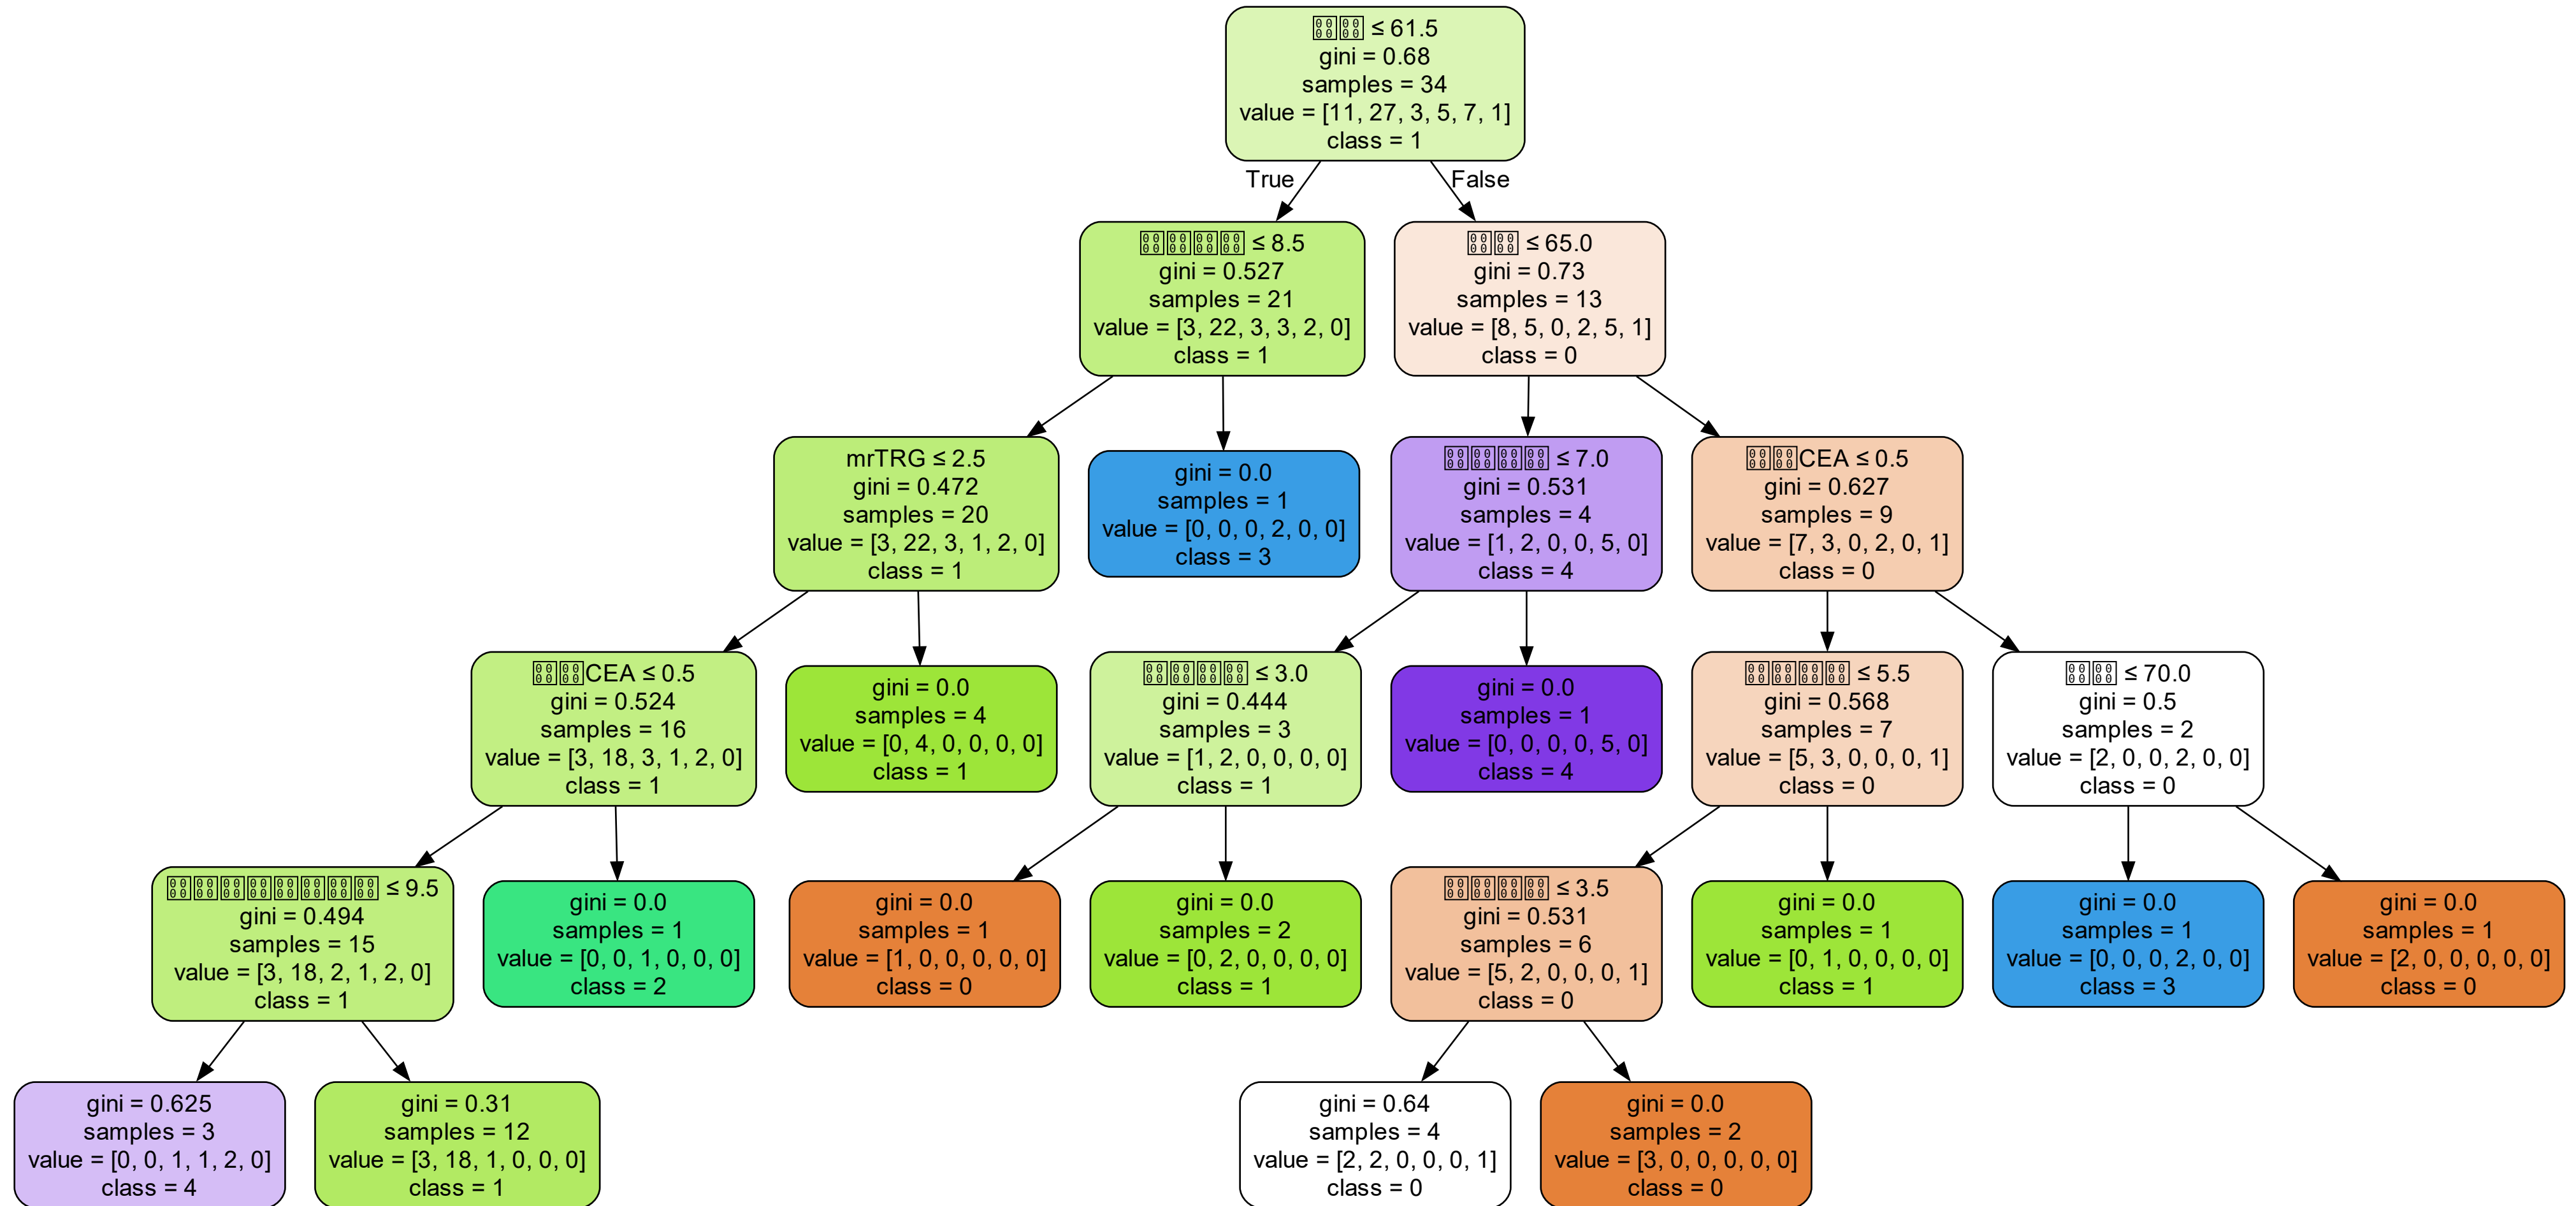 ≤ 61.5
gini = 0.68
samples = 34
value = [11, 27, 3, 5, 7, 1]
class = 1
True
False
≤ 8.5
gini = 0.527
samples = 21
value = [3, 22, 3, 3, 2, 0]
class = 1
≤ 65.0
gini = 0.73
samples = 13
value = [8, 5, 0, 2, 5, 1]
class = 0
mrTRG ≤ 2.5
gini = 0.472
samples = 20
value = [3, 22, 3, 1, 2, 0]
class = 1
gini = 0.0
samples = 1
value = [0, 0, 0, 2, 0, 0]
class = 3
≤ 7.0
gini = 0.531
samples = 4
value = [1, 2, 0, 0, 5, 0]
class = 4
CEA ≤ 0.5
gini = 0.627
samples = 9
value = [7, 3, 0, 2, 0, 1]
class = 0
CEA ≤ 0.5
gini = 0.524
samples = 16
value = [3, 18, 3, 1, 2, 0]
class = 1
gini = 0.0
samples = 4
value = [0, 4, 0, 0, 0, 0]
class = 1
≤ 3.0
gini = 0.444
samples = 3
value = [1, 2, 0, 0, 0, 0]
class = 1
gini = 0.0
samples = 1
value = [0, 0, 0, 0, 5, 0]
class = 4
≤ 5.5
gini = 0.568
samples = 7
value = [5, 3, 0, 0, 0, 1]
class = 0
≤ 70.0
gini = 0.5
samples = 2
value = [2, 0, 0, 2, 0, 0]
class = 0
≤ 9.5
gini = 0.494
samples = 15
value = [3, 18, 2, 1, 2, 0]
class = 1
gini = 0.0
samples = 1
value = [0, 0, 1, 0, 0, 0]
class = 2
gini = 0.0
samples = 1
value = [1, 0, 0, 0, 0, 0]
class = 0
gini = 0.0
samples = 2
value = [0, 2, 0, 0, 0, 0]
class = 1
≤ 3.5
gini = 0.531
samples = 6
value = [5, 2, 0, 0, 0, 1]
class = 0
gini = 0.0
samples = 1
value = [0, 1, 0, 0, 0, 0]
class = 1
gini = 0.0
samples = 1
value = [0, 0, 0, 2, 0, 0]
class = 3
gini = 0.0
samples = 1
value = [2, 0, 0, 0, 0, 0]
class = 0
gini = 0.625
samples = 3
value = [0, 0, 1, 1, 2, 0]
class = 4
gini = 0.31
samples = 12
value = [3, 18, 1, 0, 0, 0]
class = 1
gini = 0.64
samples = 4
value = [2, 2, 0, 0, 0, 1]
class = 0
gini = 0.0
samples = 2
value = [3, 0, 0, 0, 0, 0]
class = 0